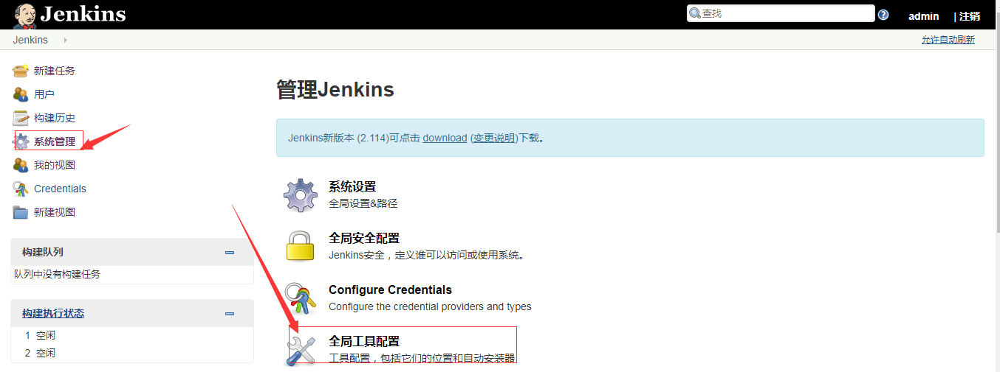 Jenkins
查找
admin
| 注销
Jenkins
允许自动刷新
新建任务
用户
构建历史
系统管理
我的视图
Credentials
新建视图
构建队列
队列中没有构建任务
构建执行状态
1 空闲
2 空闲
管理Jenkins
Jenkins新版本 (2.114)可点击 download (变更说明)下载。
系统设置
全局设置&路径
全局安全配置
Jenkins安全，定义谁可以访问或使用系统。
Configure Credentials
Configure the credential providers and types
全局工具配置
工具配置，包括它们的位置和自动安装器